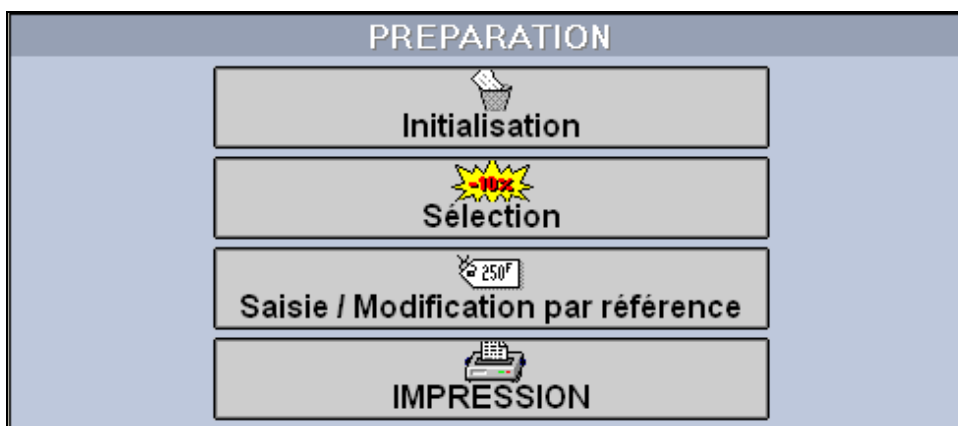 PREPARATION
Initialisation
-10%
Sélection
250F
Saisie / Modification par référence
IMPRESSION